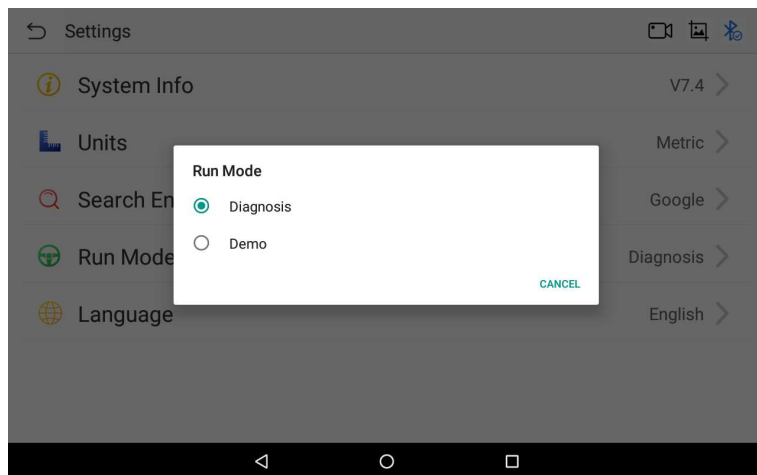 Settings
System Info
V7.4
Units
Metric
Run Mode
Search En
Google
Diagnosis
Demo
Run Mode
Diagnosis
CANCEL
Language
English